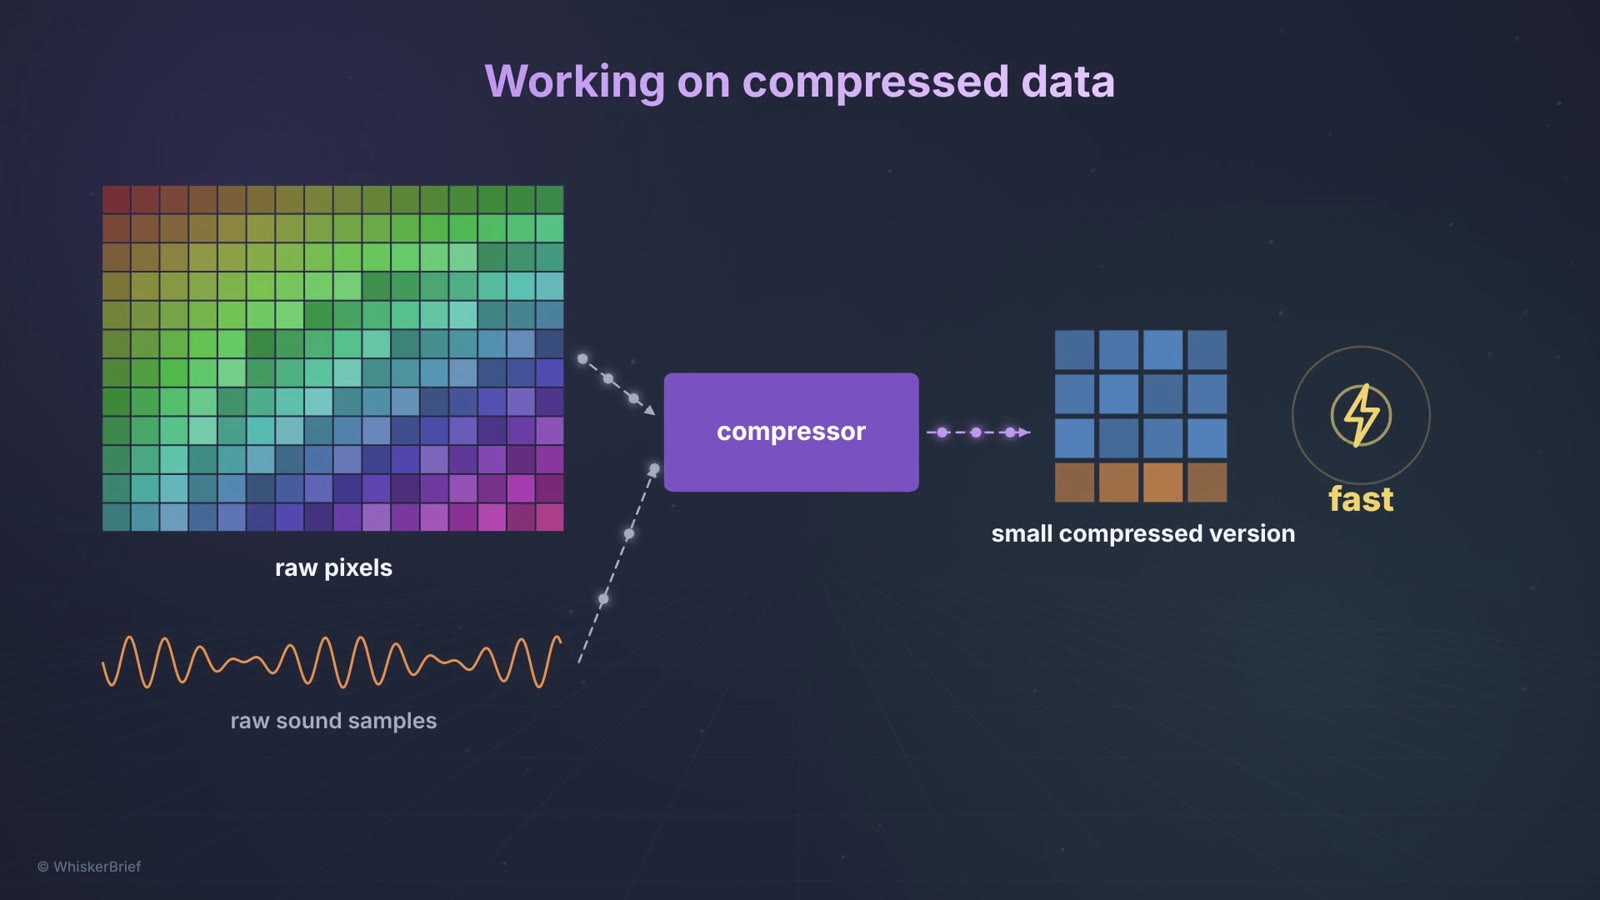 Working on compressed data
raw pixels
raw sound samples
compressor
small compressed version
fast
© WhiskerBrief